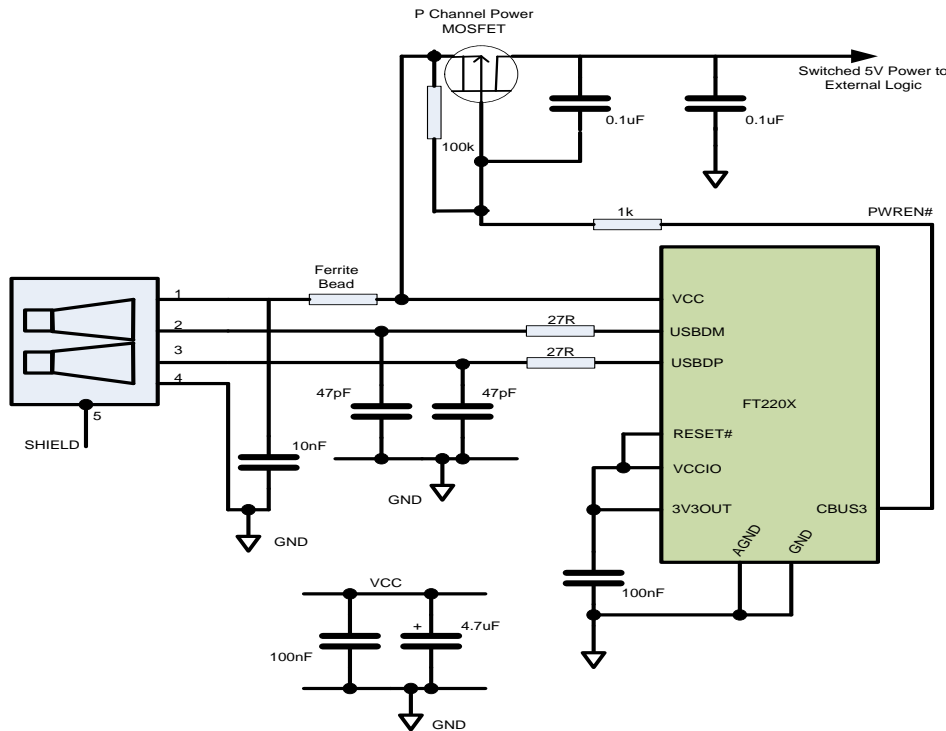 P Channel Power
MOSFET
Switched 5V Power to
External Logic
0.1uF
0.1uF
100k
1k
PWREN#
Ferrite
Bead
1
VCC
2
27R
USBDM
3
27R
USBDP
4
47pF
47pF
FT220X
5
SHIELD
10nF
RESET#
VCCIO
GND
3V3OUT
CBUS3
GND
AGND
GND
VCC
100nF
+
4.7uF
100nF
GND